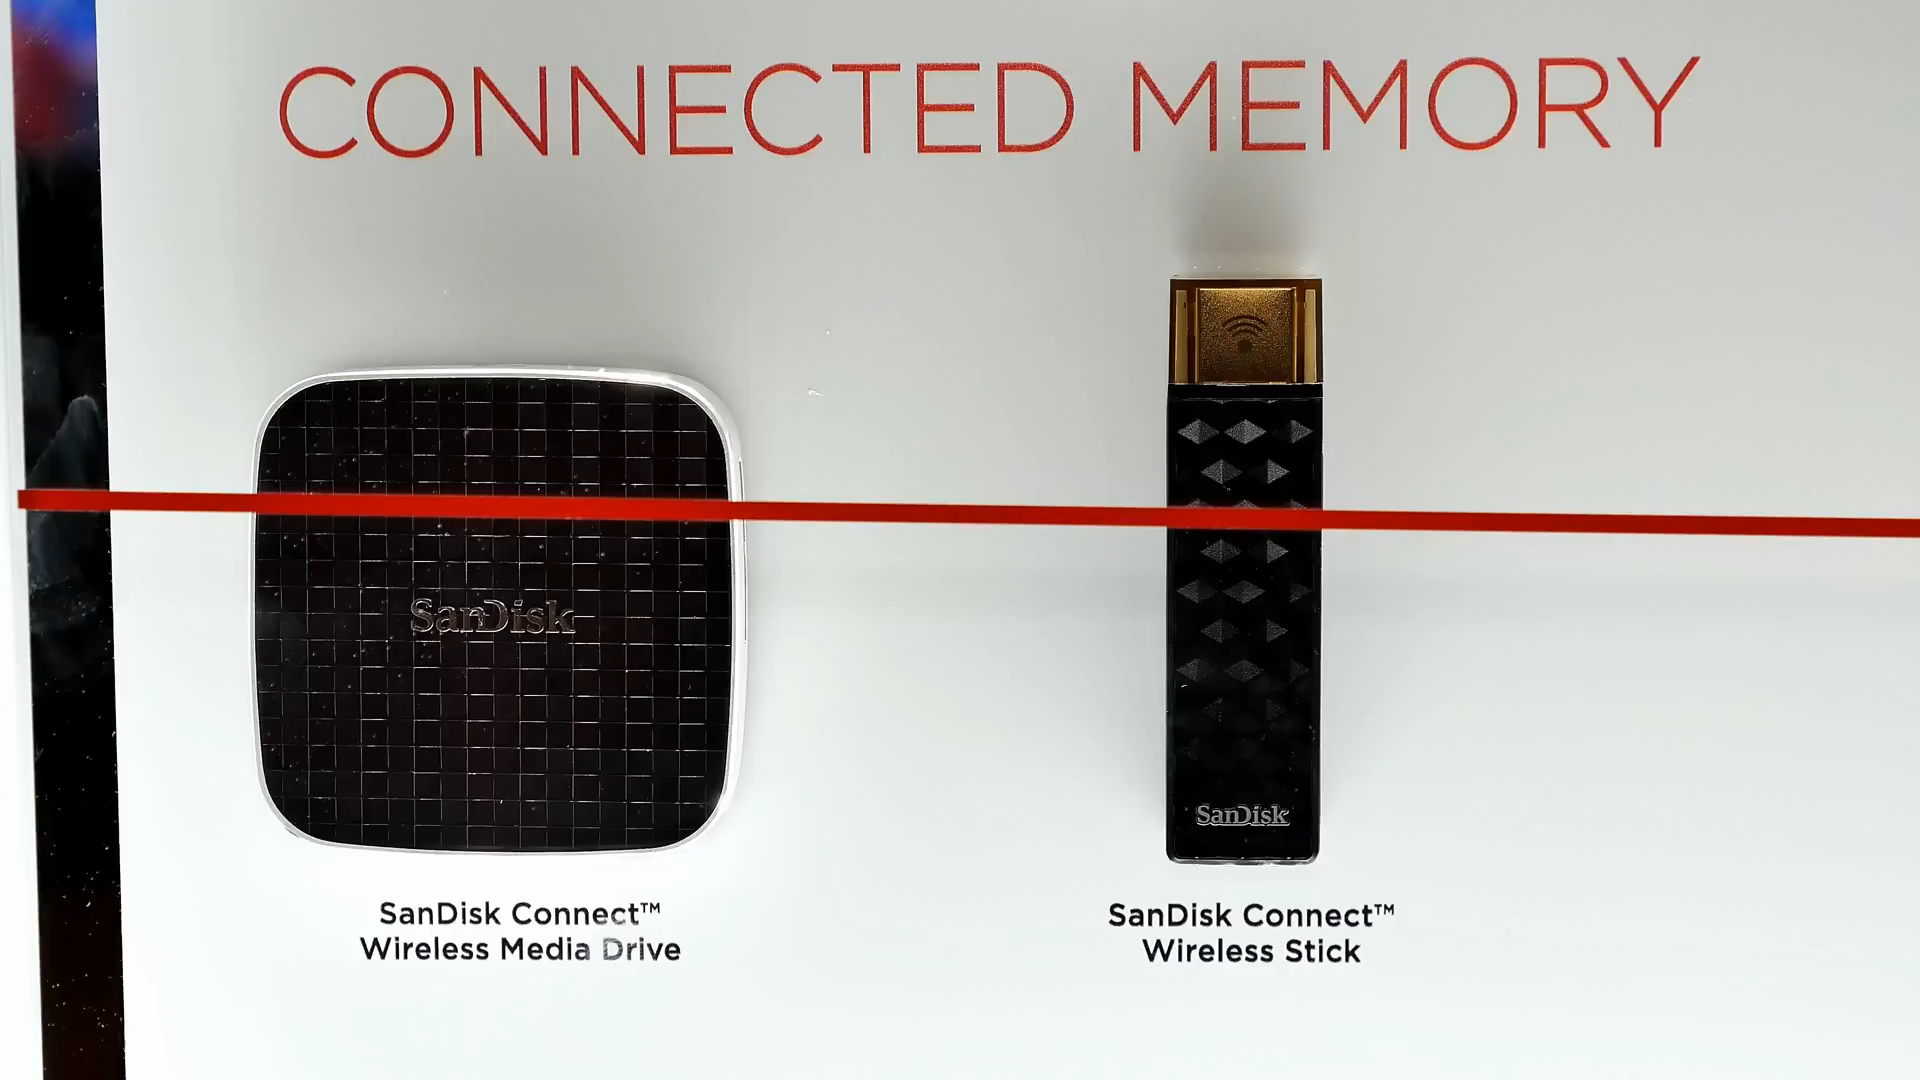 CONNECTED MEMORY
SanDisk
SanDisk
SanDisk Connect™
Wireless Media Drive
SanDisk Connect™
Wireless Stick